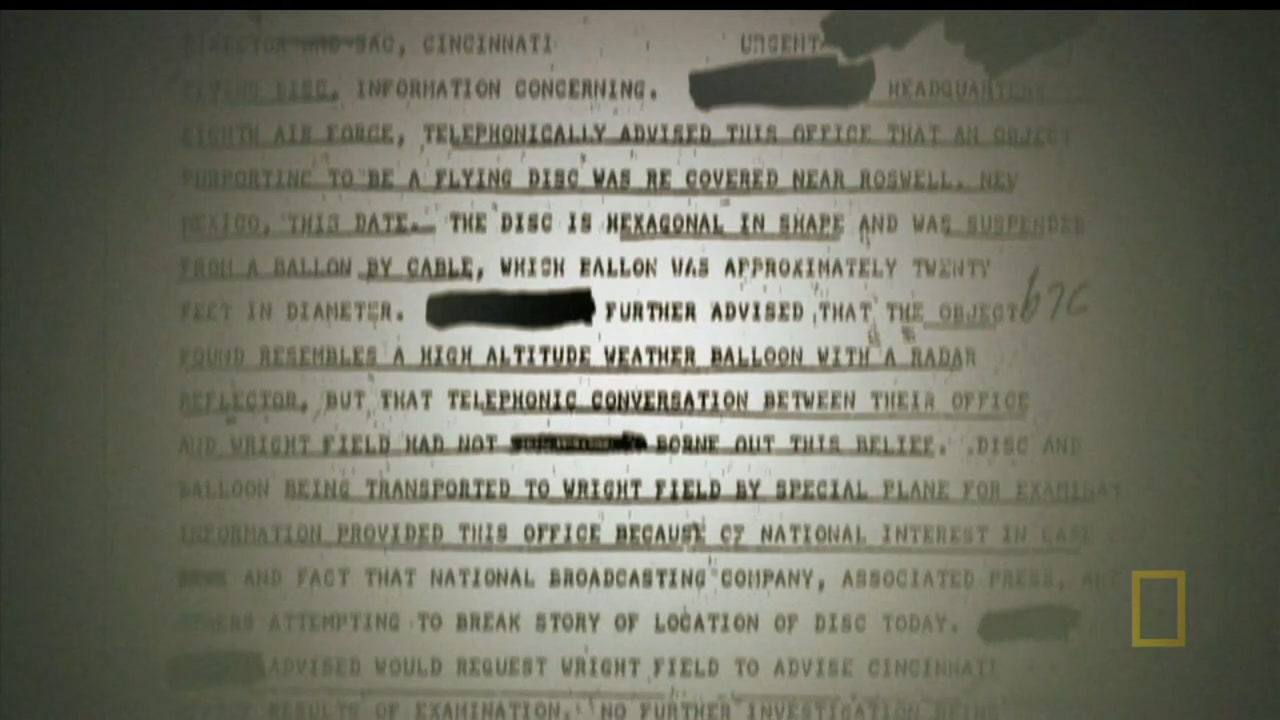 DIRECTOR AND SAC, CINCINNATI URGENT
FLYING DISC, INFORMATION CONCERNING. HEADQUARTERS
EIGHTH AIR FORCE, TELEPHONICALLY ADVISED THIS OFFICE THAT AN OBJECT
PURPORTING TO BE A FLYING DISC WAS RE COVERED NEAR ROSWELL, NEW
MEXICO, THIS DATE. THE DISC IS HEXAGONAL IN SHAPE AND WAS SUSPENDED
FROM A BALLON BY CABLE, WHICH BALLON WAS APPROXIMATELY TWENTY
FEET IN DIAMETER. FURTHER ADVISED THAT THE OBJECT b7c
FOUND RESEMBLES A HIGH ALTITUDE WEATHER BALLOON WITH A RADAR
REFLECTOR, BUT THAT TELEPHONIC CONVERSATION BETWEEN THEIR OFFICE
AND WRIGHT FIELD HAD NOT BORNE OUT THIS BELIEF. DISC AND
BALLOON BEING TRANSPORTED TO WRIGHT FIELD BY SPECIAL PLANE FOR EXAMINAT
INFORMATION PROVIDED THIS OFFICE BECAUSE OF NATIONAL INTEREST IN CASE
AND FACT THAT NATIONAL BROADCASTING COMPANY, ASSOCIATED PRESS, AND
OTHERS ATTEMPTING TO BREAK STORY OF LOCATION OF DISC TODAY.
ADVISED WOULD REQUEST WRIGHT FIELD TO ADVISE CINCINNATI
OFFICE RESULTS OF EXAMINATION. NO FURTHER INVESTIGATION BEING